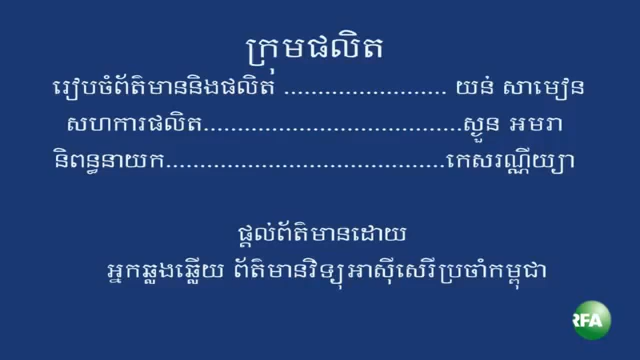 ក្រុមផលិត
រៀបចំព័ត៌មាននិងផលិត ........................ យន់ សាមៀន
សហការផលិត.......................................ស្ងួន អមរា
និពន្ធនាយក..........................................កេសរណ្ណីយ្យា
ផ្តល់ព័ត៌មានដោយ
អ្នកឆ្លងឆ្លើយ ព័ត៌មានវិទ្យុអាស៊ីសេរីប្រចាំកម្ពុជា
RFA